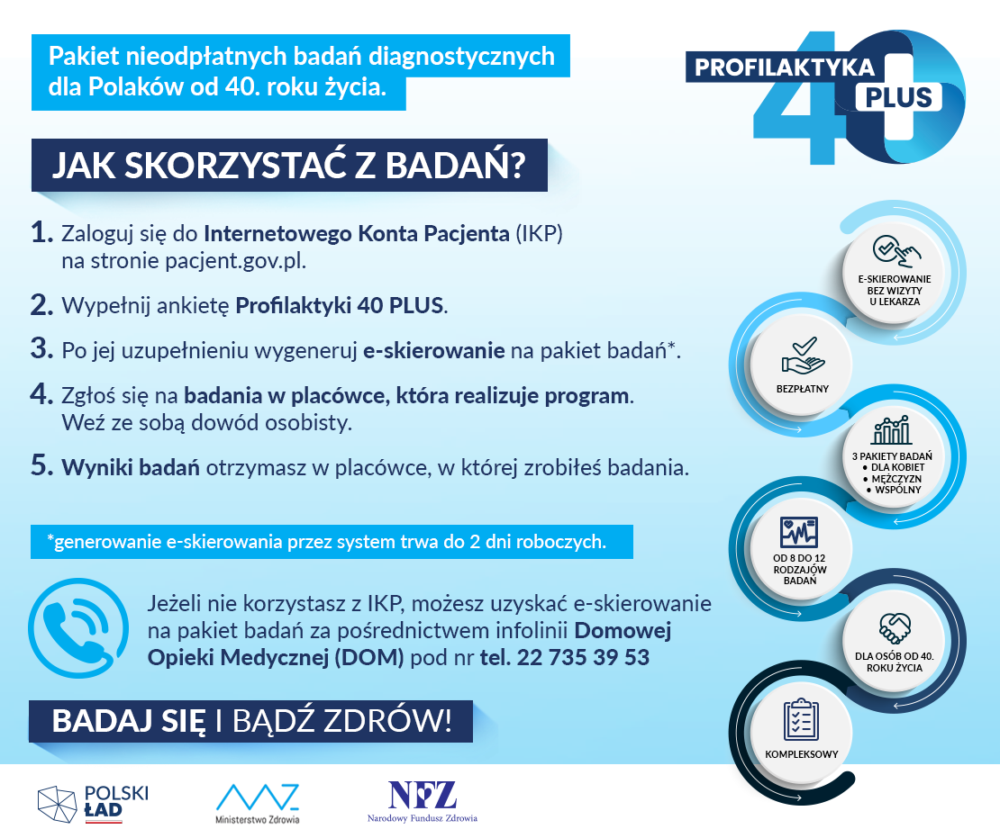 Pakiet nieodpłatnych badań diagnostycznych
dla Polaków od 40. roku życia.
PROFILAKTYKA
40
PLUS
JAK SKORZYSTAĆ Z BADAŃ?
1. Zaloguj się do Internetowego Konta Pacjenta (IKP)
na stronie pacjent.gov.pl.
2. Wypełnij ankietę Profilaktyki 40 PLUS.
3. Po jej uzupełnieniu wygeneruj e-skierowanie na pakiet badań*.
4. Zgłoś się na badania w placówce, która realizuje program.
Weź ze sobą dowód osobisty.
5. Wyniki badań otrzymasz w placówce, w której zrobiłeś badania.
*generowanie e-skierowania przez system trwa do 2 dni roboczych.
Jeżeli nie korzystasz z IKP, możesz uzyskać e-skierowanie
na pakiet badań za pośrednictwem infolinii Domowej
Opieki Medycznej (DOM) pod nr tel. 22 735 39 53
BADAJ SIĘ I BĄDŹ ZDRÓW!
E-SKIEROWANIE
BEZ WIZYTY
U LEKARZA
BEZPŁATNY
3 PAKIETY BADAŃ
• DLA KOBIET
• MĘŻCZYZN
• WSPÓLNY
OD 8 DO 12
RODZAJÓW
BADAŃ
DLA OSÓB OD 40.
ROKU ŻYCIA
KOMPLEKSOWY
POLSKI
ŁAD
Ministerstwo Zdrowia
NFZ
Narodowy Fundusz Zdrowia